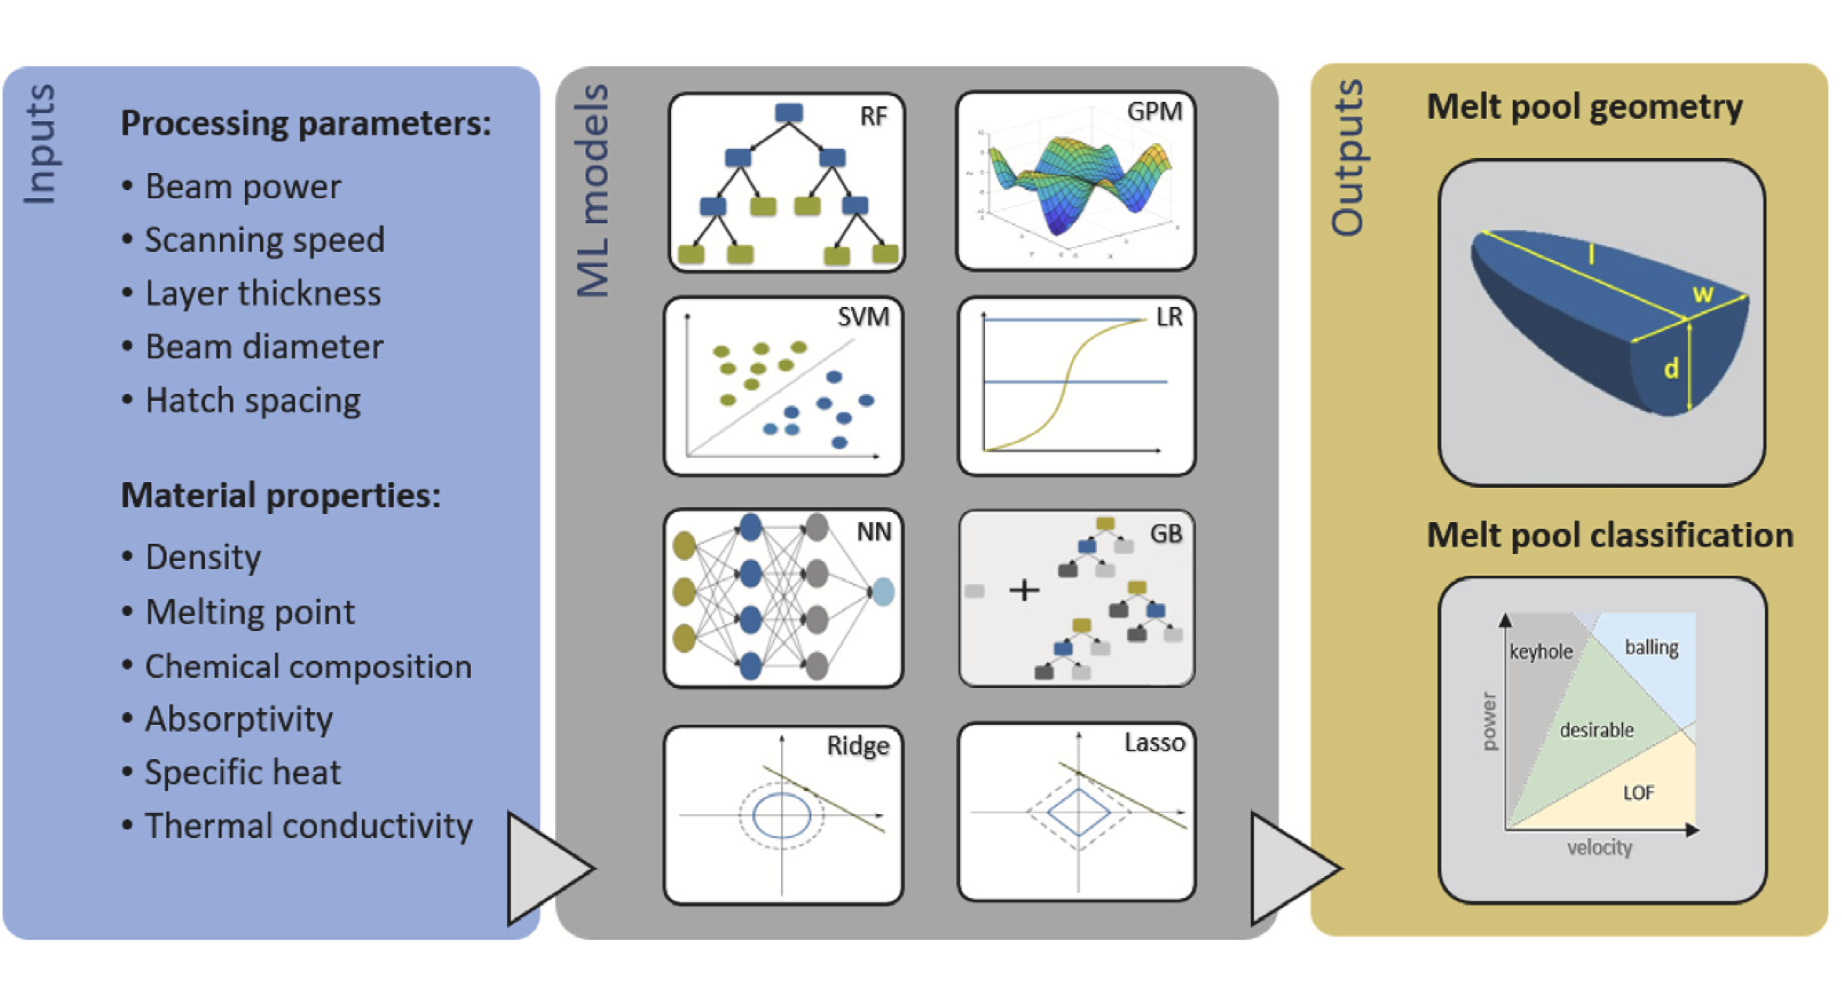 Inputs
Processing parameters:
• Beam power
• Scanning speed
• Layer thickness
• Beam diameter
• Hatch spacing
Material properties:
• Density
• Melting point
• Chemical composition
• Absorptivity
• Specific heat
• Thermal conductivity
ML models
RF
GPM
SVM
LR
NN
GB
+
Ridge
Lasso
Outputs
Melt pool geometry
l
w
d
Melt pool classification
keyhole
balling
desirable
LOF
power
velocity